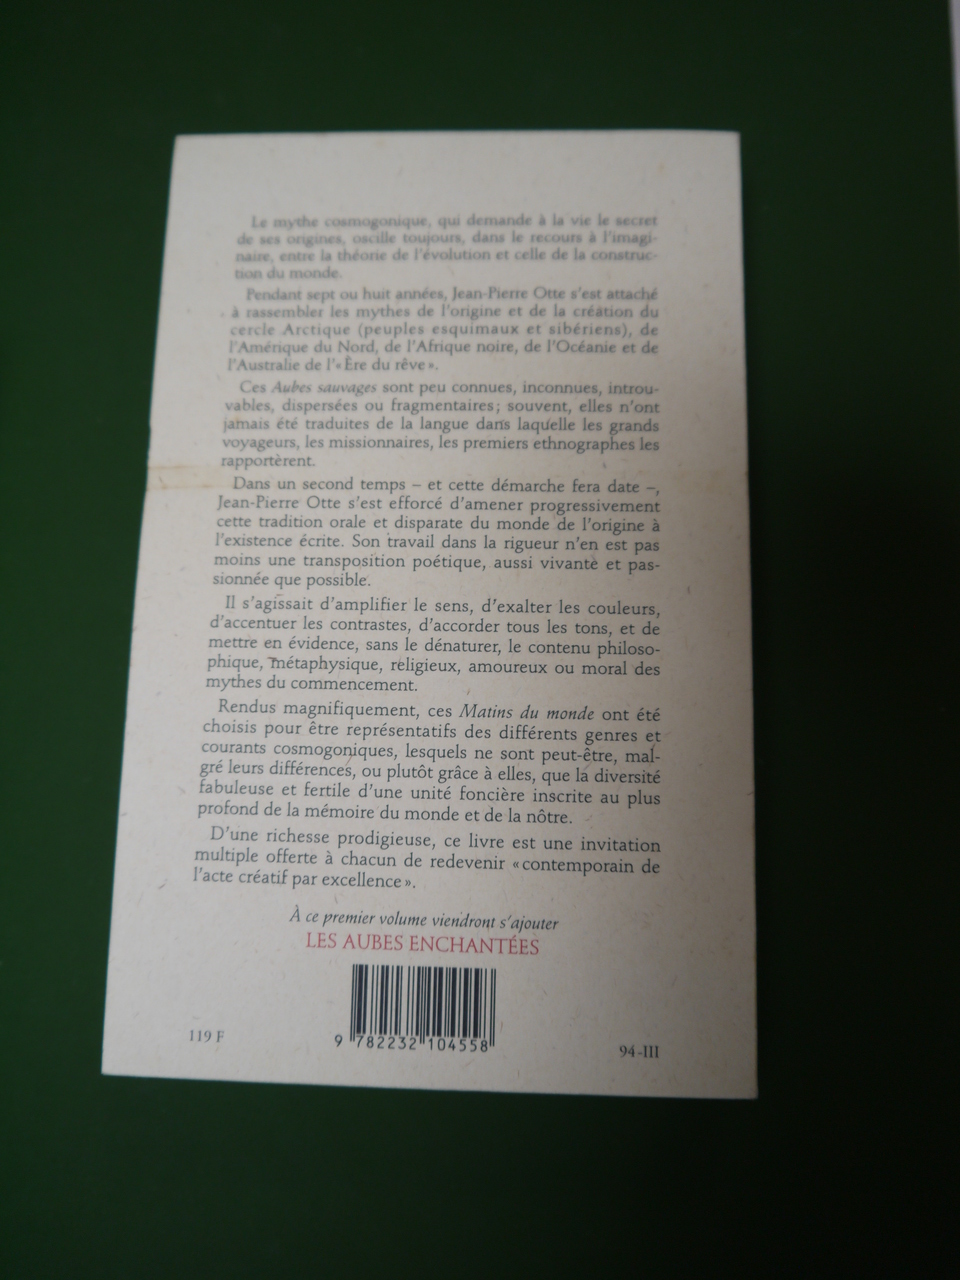 Le mythe cosmogonique, qui demande à la vie le secret
de ses origines, oscille toujours, dans le recours à l'imagi-
naire, entre la théorie de l'évolution et celle de la construc-
tion du monde.
Pendant sept ou huit années, Jean-Pierre Otte s'est attaché
à rassembler les mythes de l'origine et de la création du
cercle Arctique (peuples esquimaux et sibériens), de
l'Amérique du Nord, de l'Afrique noire, de l'Océanie et de
l'Australie de l'« Ère du rêve ».
Ces Aubes sauvages sont peu connues, inconnues, introu-
vables, dispersées ou fragmentaires ; souvent, elles n'ont
jamais été traduites de la langue dans laquelle les grands
voyageurs, les missionnaires, les premiers ethnographes les
rapportèrent.
Dans un second temps – et cette démarche fera date –,
Jean-Pierre Otte s'est efforcé d'amener progressivement
cette tradition orale et disparate du monde de l'origine à
l'existence écrite. Son travail dans la rigueur n'en est pas
moins une transposition poétique, aussi vivante et pas-
sionnée que possible.
Il s'agissait d'amplifier le sens, d'exalter les couleurs,
d'accentuer les contrastes, d'accorder tous les tons, et de
mettre en évidence, sans le dénaturer, le contenu philoso-
phique, métaphysique, religieux, amoureux ou moral des
mythes du commencement.
Rendus magnifiquement, ces Matins du monde ont été
choisis pour être représentatifs des différents genres et
courants cosmogoniques, lesquels ne sont peut-être, mal-
gré leurs différences, ou plutôt grâce à elles, que la diversité
fabuleuse et fertile d'une unité foncière inscrite au plus
profond de la mémoire du monde et de la nôtre.
D'une richesse prodigieuse, ce livre est une invitation
multiple offerte à chacun de redevenir « contemporain de
l'acte créatif par excellence ».
À ce premier volume viendront s'ajouter
LES AUBES ENCHANTÉES
9 782232 104558
119 F
94-III